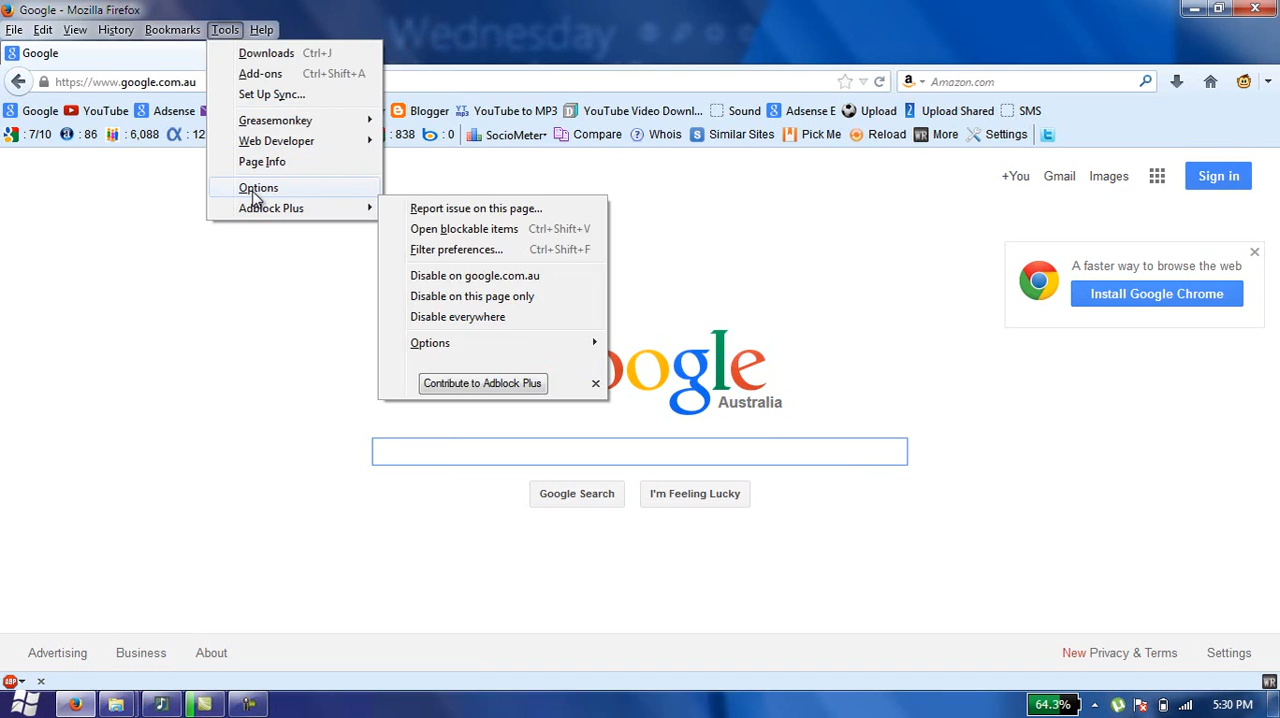 Google - Mozilla Firefox
File Edit View History Bookmarks Tools Help
Google
https://www.google.com.au
Amazon.com
Google YouTube Adsense
Blogger YouTube to MP3 YouTube Video Downl... Sound Adsense E Upload Upload Shared SMS
: 7/10 : 86 : 6,088 : 12
: 838 : 0 SocioMeter Compare Whois Similar Sites Pick Me Reload More Settings
Downloads Ctrl+J
Add-ons Ctrl+Shift+A
Set Up Sync...
Greasemonkey
Web Developer
Page Info
Options
Adblock Plus
Report issue on this page...
Open blockable items Ctrl+Shift+V
Filter preferences... Ctrl+Shift+F
Disable on google.com.au
Disable on this page only
Disable everywhere
Options
Contribute to Adblock Plus
+You Gmail Images Sign in
A faster way to browse the web
Install Google Chrome
oogle
Australia
Google Search I'm Feeling Lucky
Advertising Business About
New Privacy & Terms Settings
ABP
WR
64.3% 5:30 PM